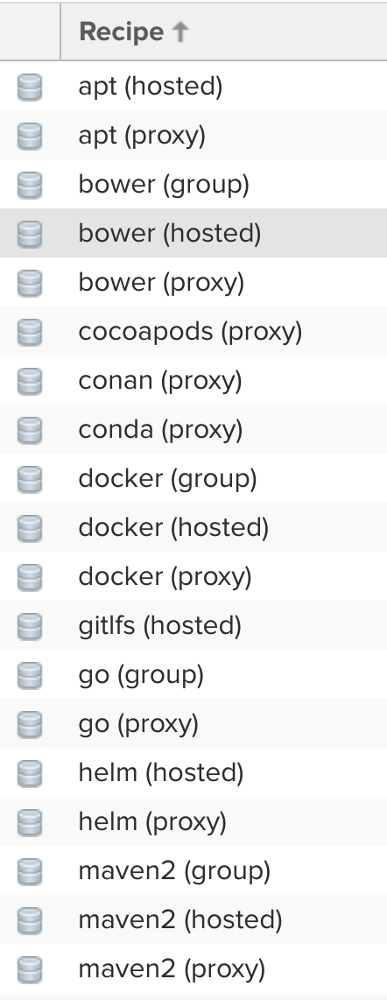 Recipe
apt (hosted)
apt (proxy)
bower (group)
bower (hosted)
bower (proxy)
cocoapods (proxy)
conan (proxy)
conda (proxy)
docker (group)
docker (hosted)
docker (proxy)
gitlfs (hosted)
go (group)
go (proxy)
helm (hosted)
helm (proxy)
maven2 (group)
maven2 (hosted)
maven2 (proxy)